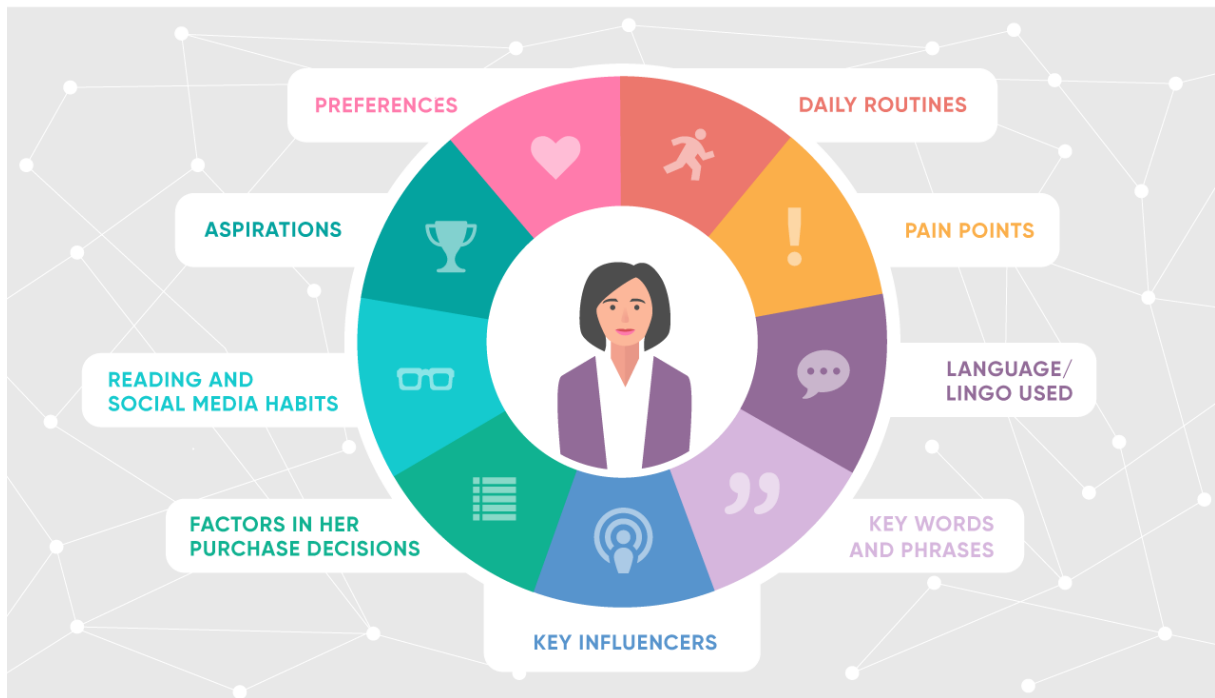 PREFERENCES
DAILY ROUTINES
ASPIRATIONS
PAIN POINTS
READING AND
SOCIAL MEDIA HABITS
LANGUAGE/
LINGO USED
FACTORS IN HER
PURCHASE DECISIONS
KEY WORDS
AND PHRASES
KEY INFLUENCERS